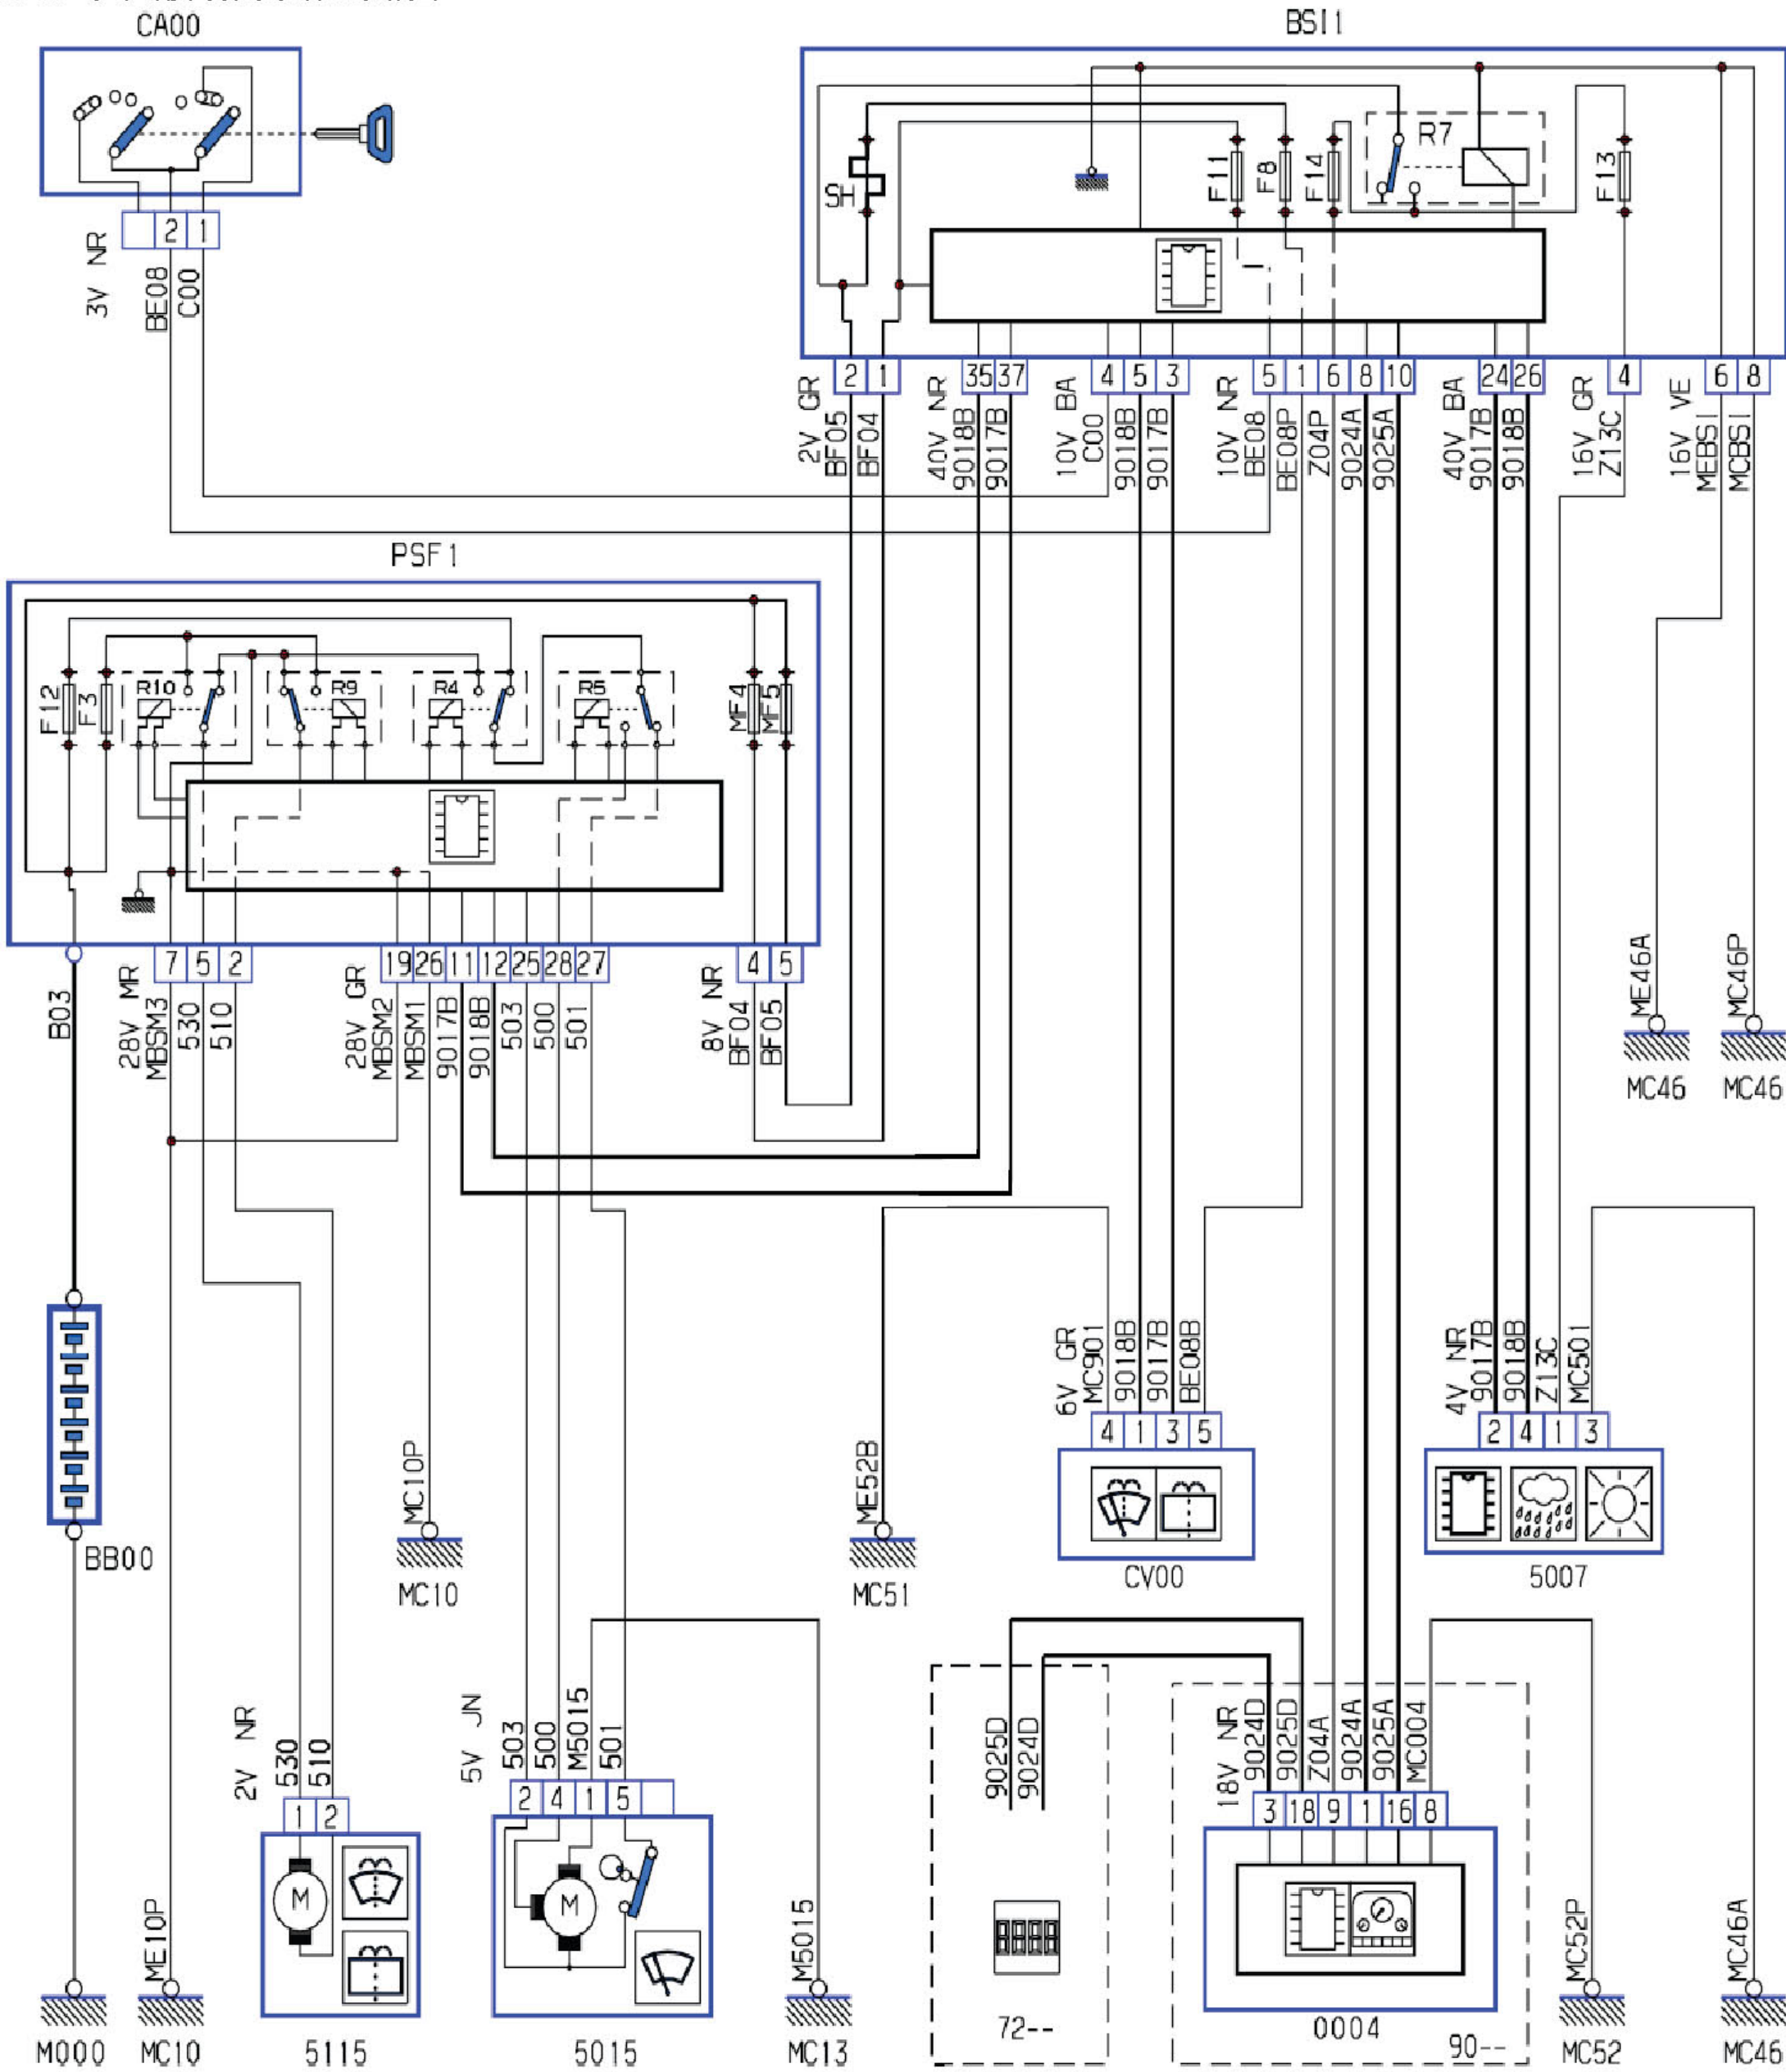 CA00
BSI1
R7
SH
F11
F8
F14
F13
2 1
3V NR
BE08
C00
2 1 35 37 4 5 3 5 1 6 8 10 24 26 4 6 8
2V GR
BF05
BF04
40V NR
9018B
9017B
10V BA
C00
9018B
9017B
10V NR
BE08
BE08P
Z04P
9024A
9025A
40V BA
9017B
9018B
16V GR
Z13C
16V VE
MEBSI
MCBSI
PSF1
F12
F3
R10
R9
R4
R5
MF4
MF5
7 5 2 19 26 11 12 25 28 27 4 5
B03
28V MR
MBSM3
530
510
28V GR
MBSM2
MBSM1
9017B
9018B
503
500
501
8V NR
BF04
BF05
ME46A
MC46P
MC46
MC46
6V GR
MC901
9018B
9017B
BE08B
4V NR
9017B
9018B
Z13C
MC501
4 1 3 5
2 4 1 3
BB00
MC10P
MC10
ME52B
MC51
CV00
5007
2V NR
530
510
5V JN
503
500
M5015
501
9025D
9024D
18V NR
9024D
9025D
Z04A
9024A
9025A
MC004
1 2
2 4 1 5
3 18 9 1 16 8
M
M
ME10P
M5015
MC52P
MC46A
M000
MC10
5115
5015
MC13
72--
0004
90--
MC52
MC46